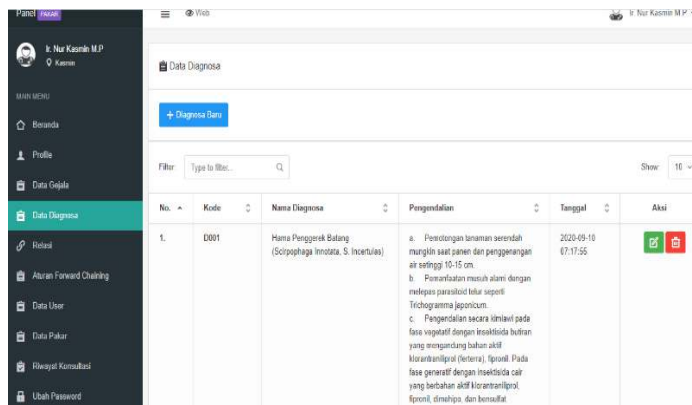 Panel PAKAR
Web
Ir. Nur Kasmin M.P
Ir. Nur Kasmin M.P
Kasmin
MAIN MENU
Beranda
Profile
Data Gejala
Data Diagnosa
Relasi
Aturan Forward Chaining
Data User
Data Pakar
Riwayat Konsultasi
Ubah Password
Data Diagnosa
+ Diagnosa Baru
Filter Type to filter... Show 10
No. Kode Nama Diagnosa Pengendalian Tanggal Aksi
1. D001 Hama Penggerek Batang a. Pemotongan tanaman serendah 2020-09-10
(Scirpophaga Innotata, S. Incertulas) mungkin saat panen dan penggenangan 07:17:55
air setinggi 10-15 cm.
b. Pemanfaatan musuh alami dengan
melepas parasitoid telur seperti
Trichogramma japonicum.
c. Pengendalian secara kimiawi pada
fase vegetatif dengan insektisida butiran
yang mengandung bahan aktif
klorantraniliprol (ferterra), fipronil. Pada
fase generatif dengan insektisida cair
yang berbahan aktif klorantraniliprol,
fipronil, dimehipo, dan bensulfat